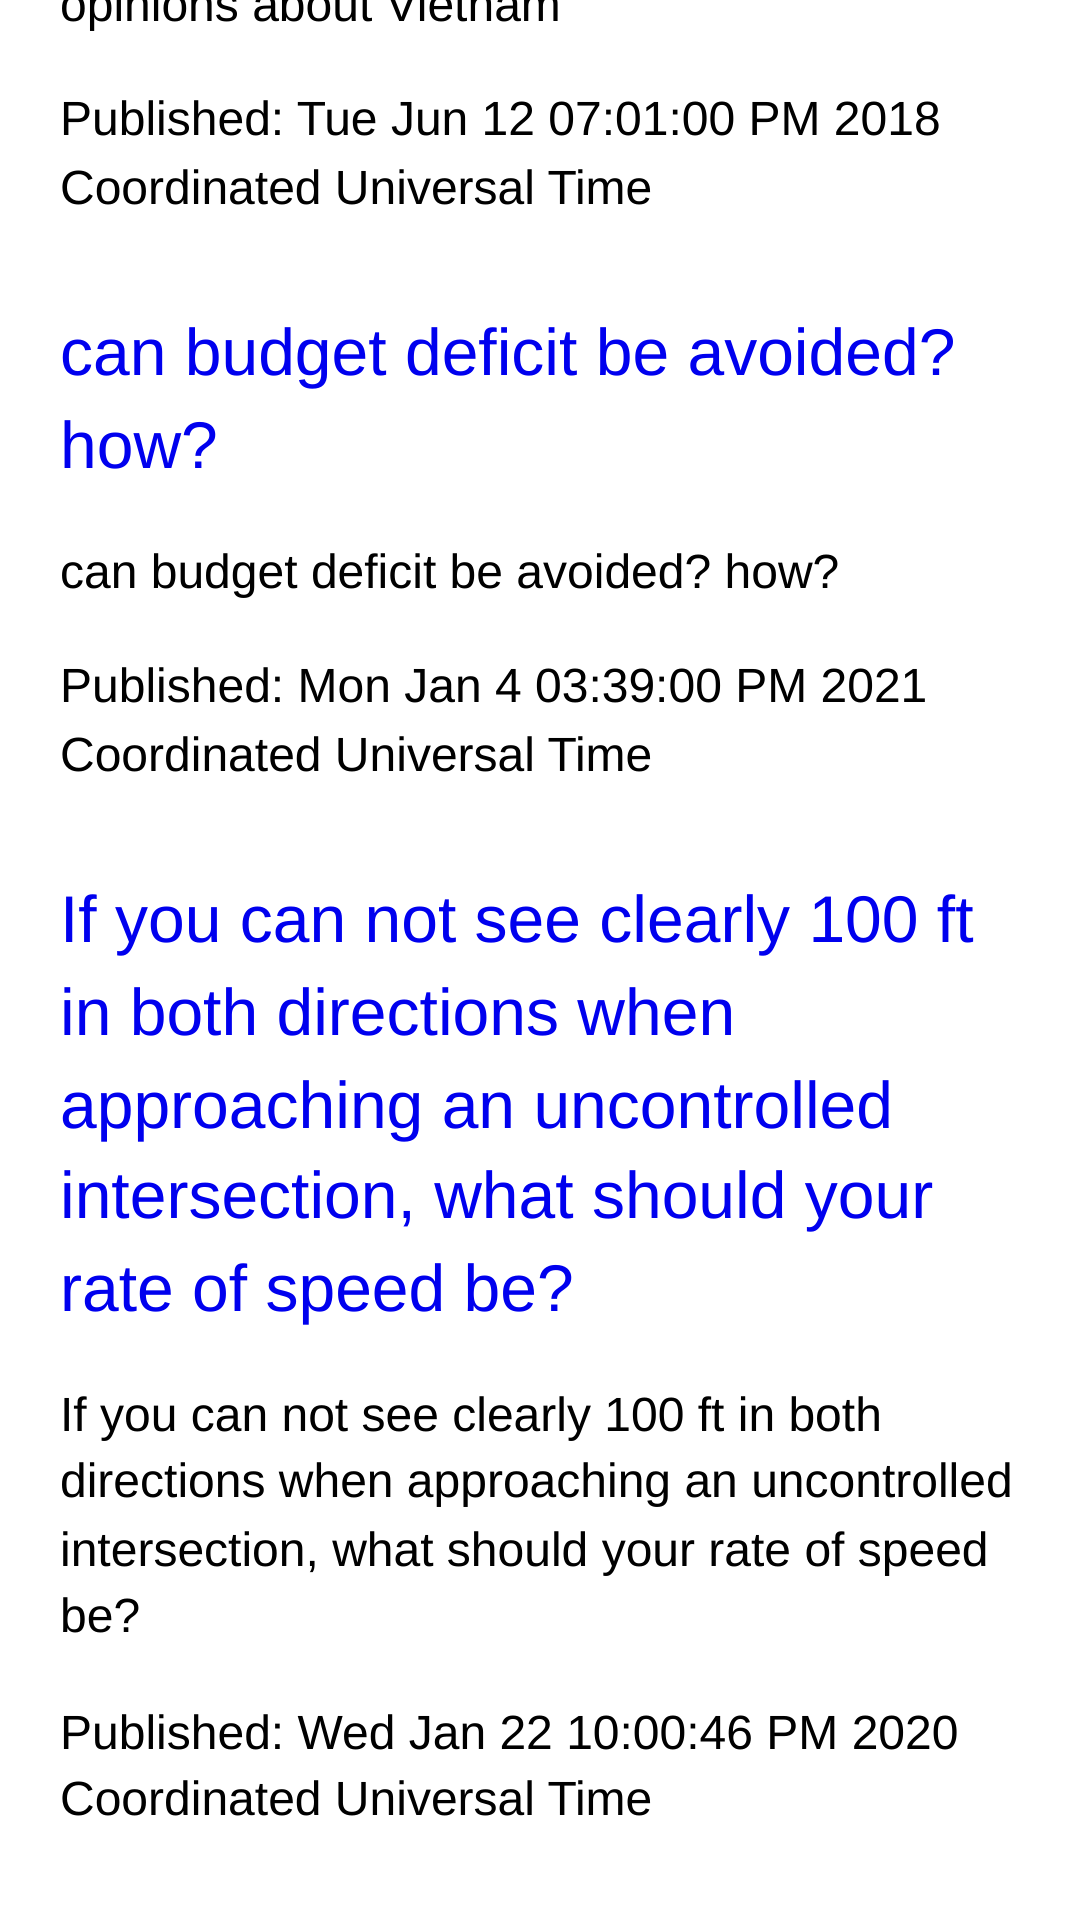 opinions about Vietnam
Published: Tue Jun 12 07:01:00 PM 2018
Coordinated Universal Time
can budget deficit be avoided?
how?
can budget deficit be avoided? how?
Published: Mon Jan 4 03:39:00 PM 2021
Coordinated Universal Time
If you can not see clearly 100 ft
in both directions when
approaching an uncontrolled
intersection, what should your
rate of speed be?
If you can not see clearly 100 ft in both
directions when approaching an uncontrolled
intersection, what should your rate of speed
be?
Published: Wed Jan 22 10:00:46 PM 2020
Coordinated Universal Time